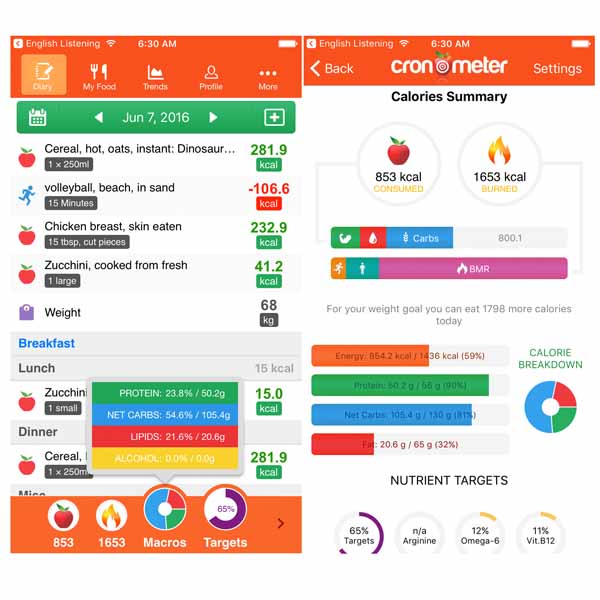 English Listening 6:30 AM
Diary My Food Trends Profile More
Jun 7, 2016
Cereal, hot, oats, instant: Dinosaur... 281.9
1 x 250ml kcal
volleyball, beach, in sand -106.6
15 Minutes kcal
Chicken breast, skin eaten 232.9
15 tbsp, cut pieces kcal
Zucchini, cooked from fresh 41.2
1 large kcal
Weight 68
kg
Breakfast
Lunch 15 kcal
Zucchini 15.0
1 small kcal
PROTEIN: 23.8% / 50.2g
NET CARBS: 54.6% / 105.4g
LIPIDS: 21.6% / 20.6g
ALCOHOL: 0.0% / 0.0g
Dinner
Cereal, 281.9
1 x 250m kcal
65%
853 1653 Macros Targets
English Listening 6:30 AM
Back cronometer Settings
Calories Summary
853 kcal 1653 kcal
CONSUMED BURNED
Carbs 800.1
BMR
For your weight goal you can eat 1798 more calories
today
Energy: 854.2 kcal / 1436 kcal (59%)
Protein: 50.2 g / 56 g (90%)
Net Carbs: 105.4 g / 130 g (81%)
Fat: 20.6 g / 65 g (32%)
CALORIE
BREAKDOWN
NUTRIENT TARGETS
65% n/a 12% 11%
Targets Arginine Omega-6 Vit.B12